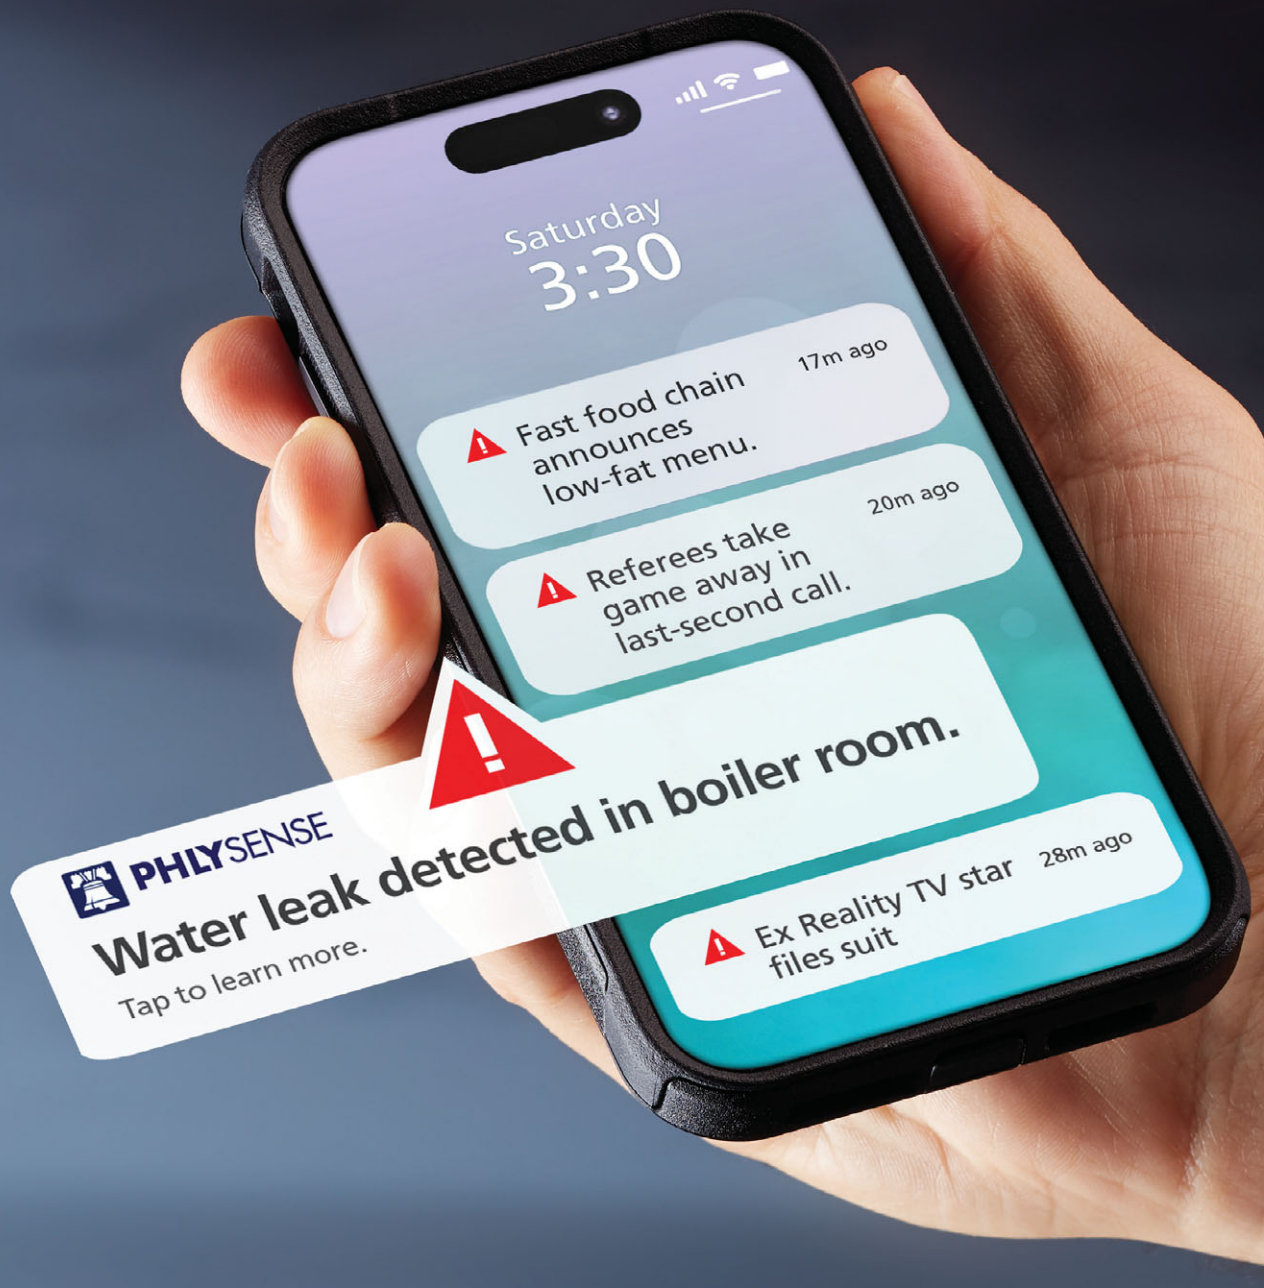 Saturday
3:30
17m ago
Fast food chain
announces
low-fat menu.
20m ago
Referees take
game away in
last-second call.
PHLYSENSE
Water leak detected in boiler room.
Tap to learn more.
Ex Reality TV star
files suit
28m ago